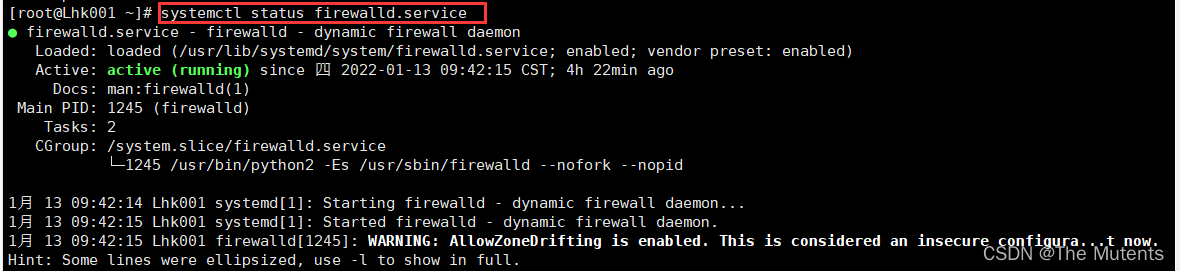 [root@Lhk001 ~]# systemctl status firewalld.service
● firewalld.service - firewalld - dynamic firewall daemon
Loaded: loaded (/usr/lib/systemd/system/firewalld.service; enabled; vendor preset: enabled)
Active: active (running) since 四 2022-01-13 09:42:15 CST; 4h 22min ago
Docs: man:firewalld(1)
Main PID: 1245 (firewalld)
Tasks: 2
CGroup: /system.slice/firewalld.service
└─1245 /usr/bin/python2 -Es /usr/sbin/firewalld --nofork --nopid
1月 13 09:42:14 Lhk001 systemd[1]: Starting firewalld - dynamic firewall daemon...
1月 13 09:42:15 Lhk001 systemd[1]: Started firewalld - dynamic firewall daemon.
1月 13 09:42:15 Lhk001 firewalld[1245]: WARNING: AllowZoneDrifting is enabled. This is considered an insecure configura...t now.
Hint: Some lines were ellipsized, use -l to show in full.
CSDN @The Mutents